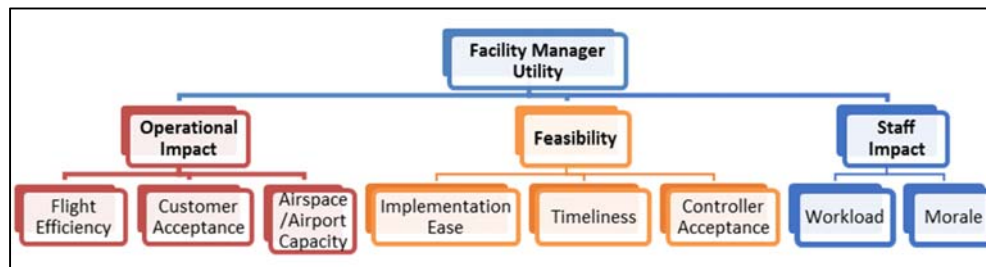 Facility Manager
Utility
Operational
Impact
Feasibility
Staff
Impact
Flight
Efficiency
Customer
Acceptance
Airspace
/Airport
Capacity
Implementation
Ease
Timeliness
Controller
Acceptance
Workload
Morale